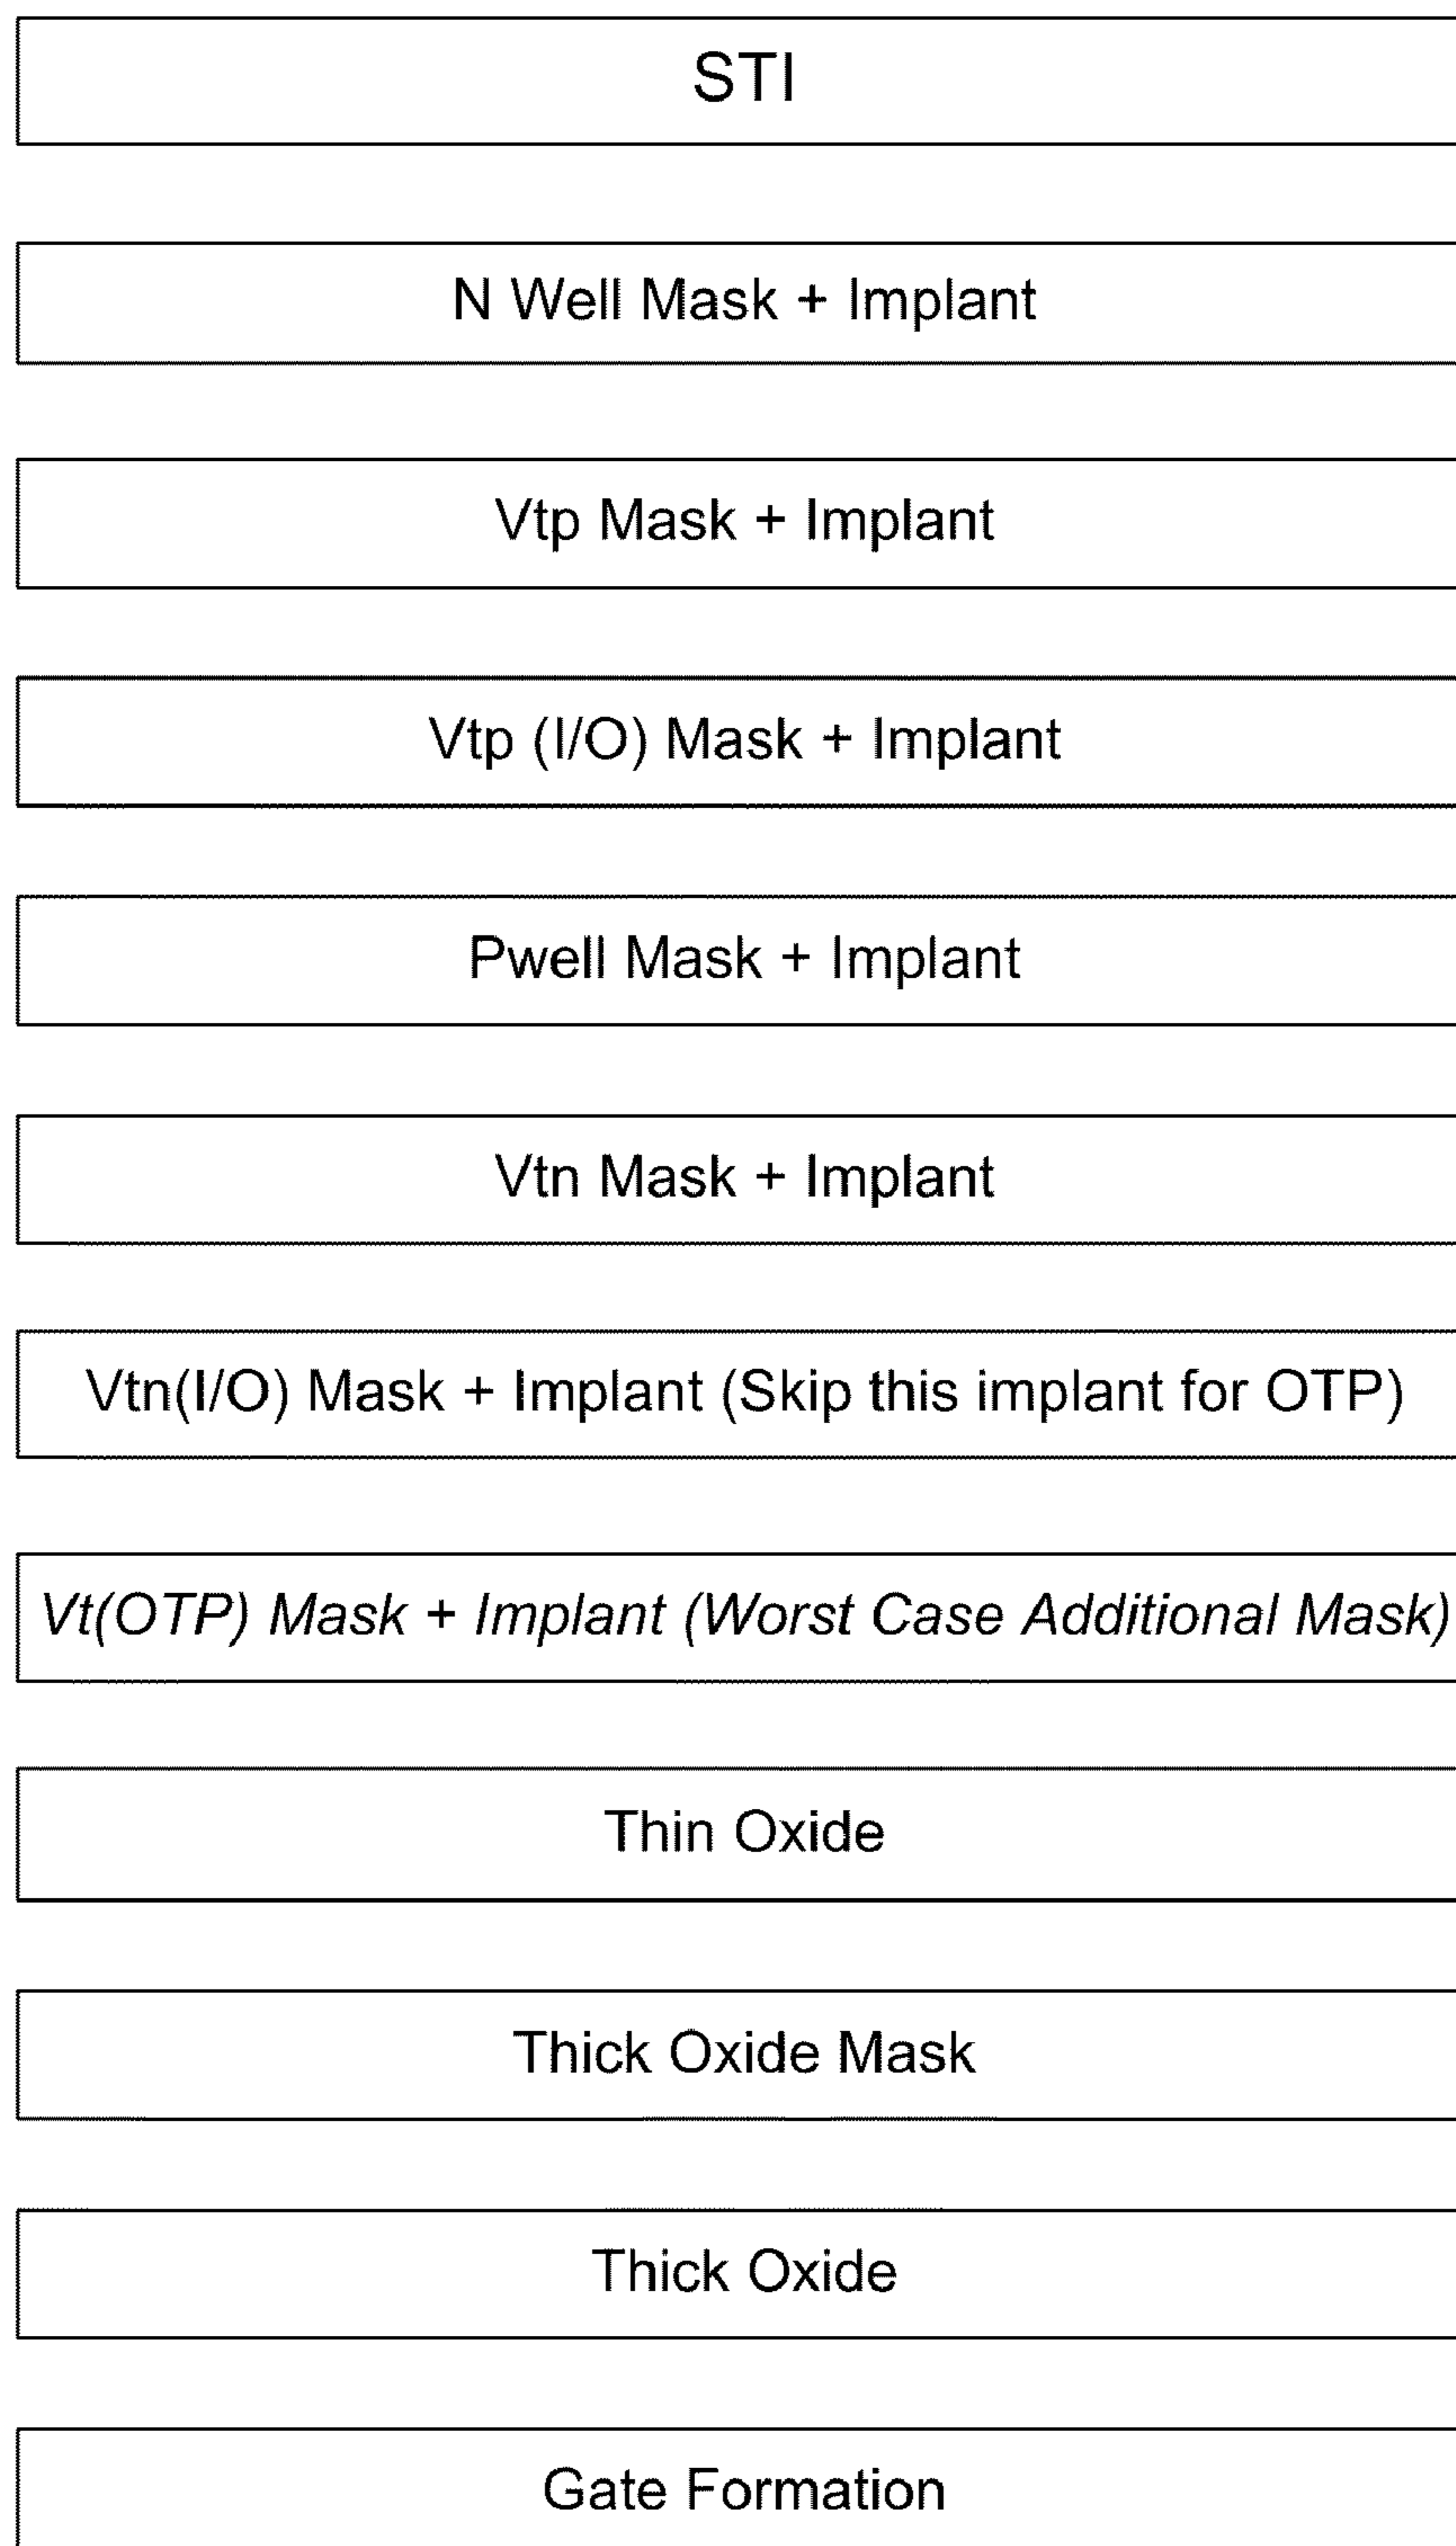 STI
N Well Mask + Implant
Vtp Mask + Implant
Vtp (I/O) Mask + Implant
Pwell Mask + Implant
Vtn Mask + Implant
Vtn(I/O) Mask + Implant (Skip this implant for OTP)
Vt(OTP) Mask + Implant (Worst Case Additional Mask)
Thin Oxide
Thick Oxide Mask
Thick Oxide
Gate Formation